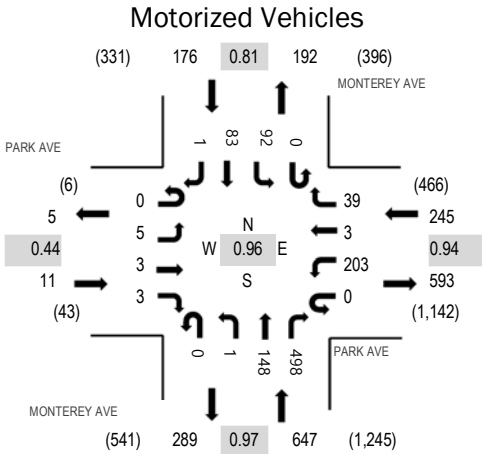 Motorized Vehicles
(331) 176 0.81 192 (396)
MONTEREY AVE
1 83 92 0
PARK AVE
(6) 0 39 (466)
5 245
5 N 3
0.44 W 0.96 E 0.94
11 3 S 203 593
(43) 3 0 (1,142)
0 1 148 498
PARK AVE
MONTEREY AVE
(541) 289 0.97 647 (1,245)